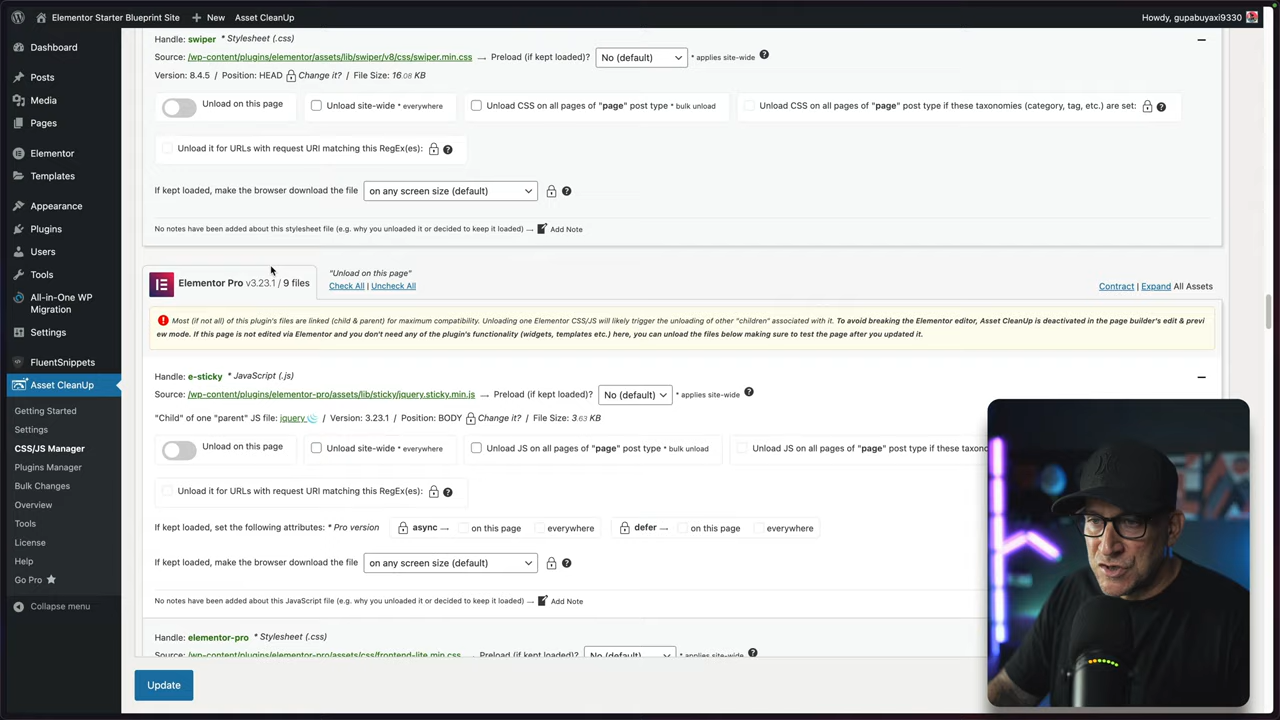 Elementor Starter Blueprint Site
New
Asset CleanUp
Howdy, gupabuyaxi9330
Dashboard
Posts
Media
Pages
Elementor
Templates
Appearance
Plugins
Users
Tools
All-in-One WP
Migration
Settings
FluentSnippets
Asset CleanUp
Getting Started
Settings
CSS/JS Manager
Plugins Manager
Bulk Changes
Overview
Tools
License
Help
Go Pro
Collapse menu
Handle: swiper * Stylesheet (.css)
Source: /wp-content/plugins/elementor/assets/lib/swiper/v8/css/swiper.min.css → Preload (if kept loaded)? No (default) * applies site-wide
Version: 8.4.5 / Position: HEAD Change it? / File Size: 16.08 KB
Unload on this page Unload site-wide * everywhere Unload CSS on all pages of "page" post type * bulk unload Unload CSS on all pages of "page" post type if these taxonomies (category, tag, etc.) are set:
Unload it for URLs with request URI matching this RegEx(es):
If kept loaded, make the browser download the file on any screen size (default)
No notes have been added about this stylesheet file (e.g. why you unloaded it or decided to keep it loaded) → Add Note
Elementor Pro v3.23.1 / 9 files
"Unload on this page"
Check All | Uncheck All
Contract | Expand All Assets
Most (if not all) of this plugin's files are linked (child & parent) for maximum compatibility. Unloading one Elementor CSS/JS will likely trigger the unloading of other "children" associated with it. To avoid breaking the Elementor editor, Asset CleanUp is deactivated in the page builder's edit & previ
ew mode. If this page is not edited via Elementor and you don't need any of the plugin's functionality (widgets, templates etc.) here, you can unload the files below making sure to test the page after you updated it.
Handle: e-sticky * JavaScript (.js)
Source: /wp-content/plugins/elementor-pro/assets/lib/sticky/jquery.sticky.min.js → Preload (if kept loaded)? No (default) * applies site-wide
"Child" of one "parent" JS file: jquery / Version: 3.23.1 / Position: BODY Change it? / File Size: 3.63 KB
Unload on this page Unload site-wide * everywhere Unload JS on all pages of "page" post type * bulk unload Unload JS on all pages of "page" post type if these taxono
Unload it for URLs with request URI matching this RegEx(es):
If kept loaded, set the following attributes: * Pro version async → on this page everywhere defer → on this page everywhere
If kept loaded, make the browser download the file on any screen size (default)
No notes have been added about this JavaScript file (e.g. why you unloaded it or decided to keep it loaded) → Add Note
Handle: elementor-pro * Stylesheet (.css)
Source: /wp-content/plugins/elementor-pro/assets/css/frontend-lite.min.css → Preload (if kept loaded)? No (default) * applies site-wide
Update